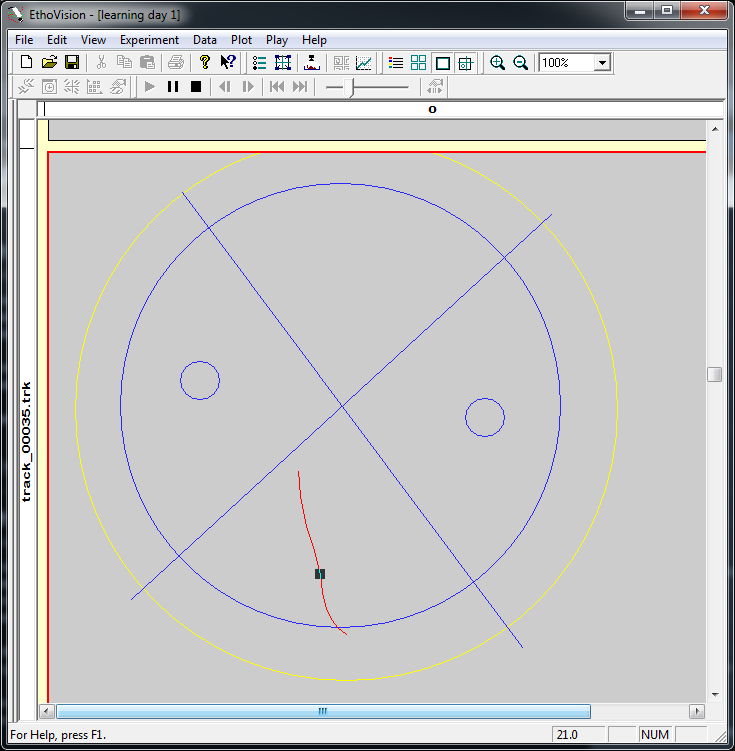 EthoVision - [learning day 1]
File Edit View Experiment Data Plot Play Help
100%
o
track_00035.trk
For Help, press F1.
21.0
NUM